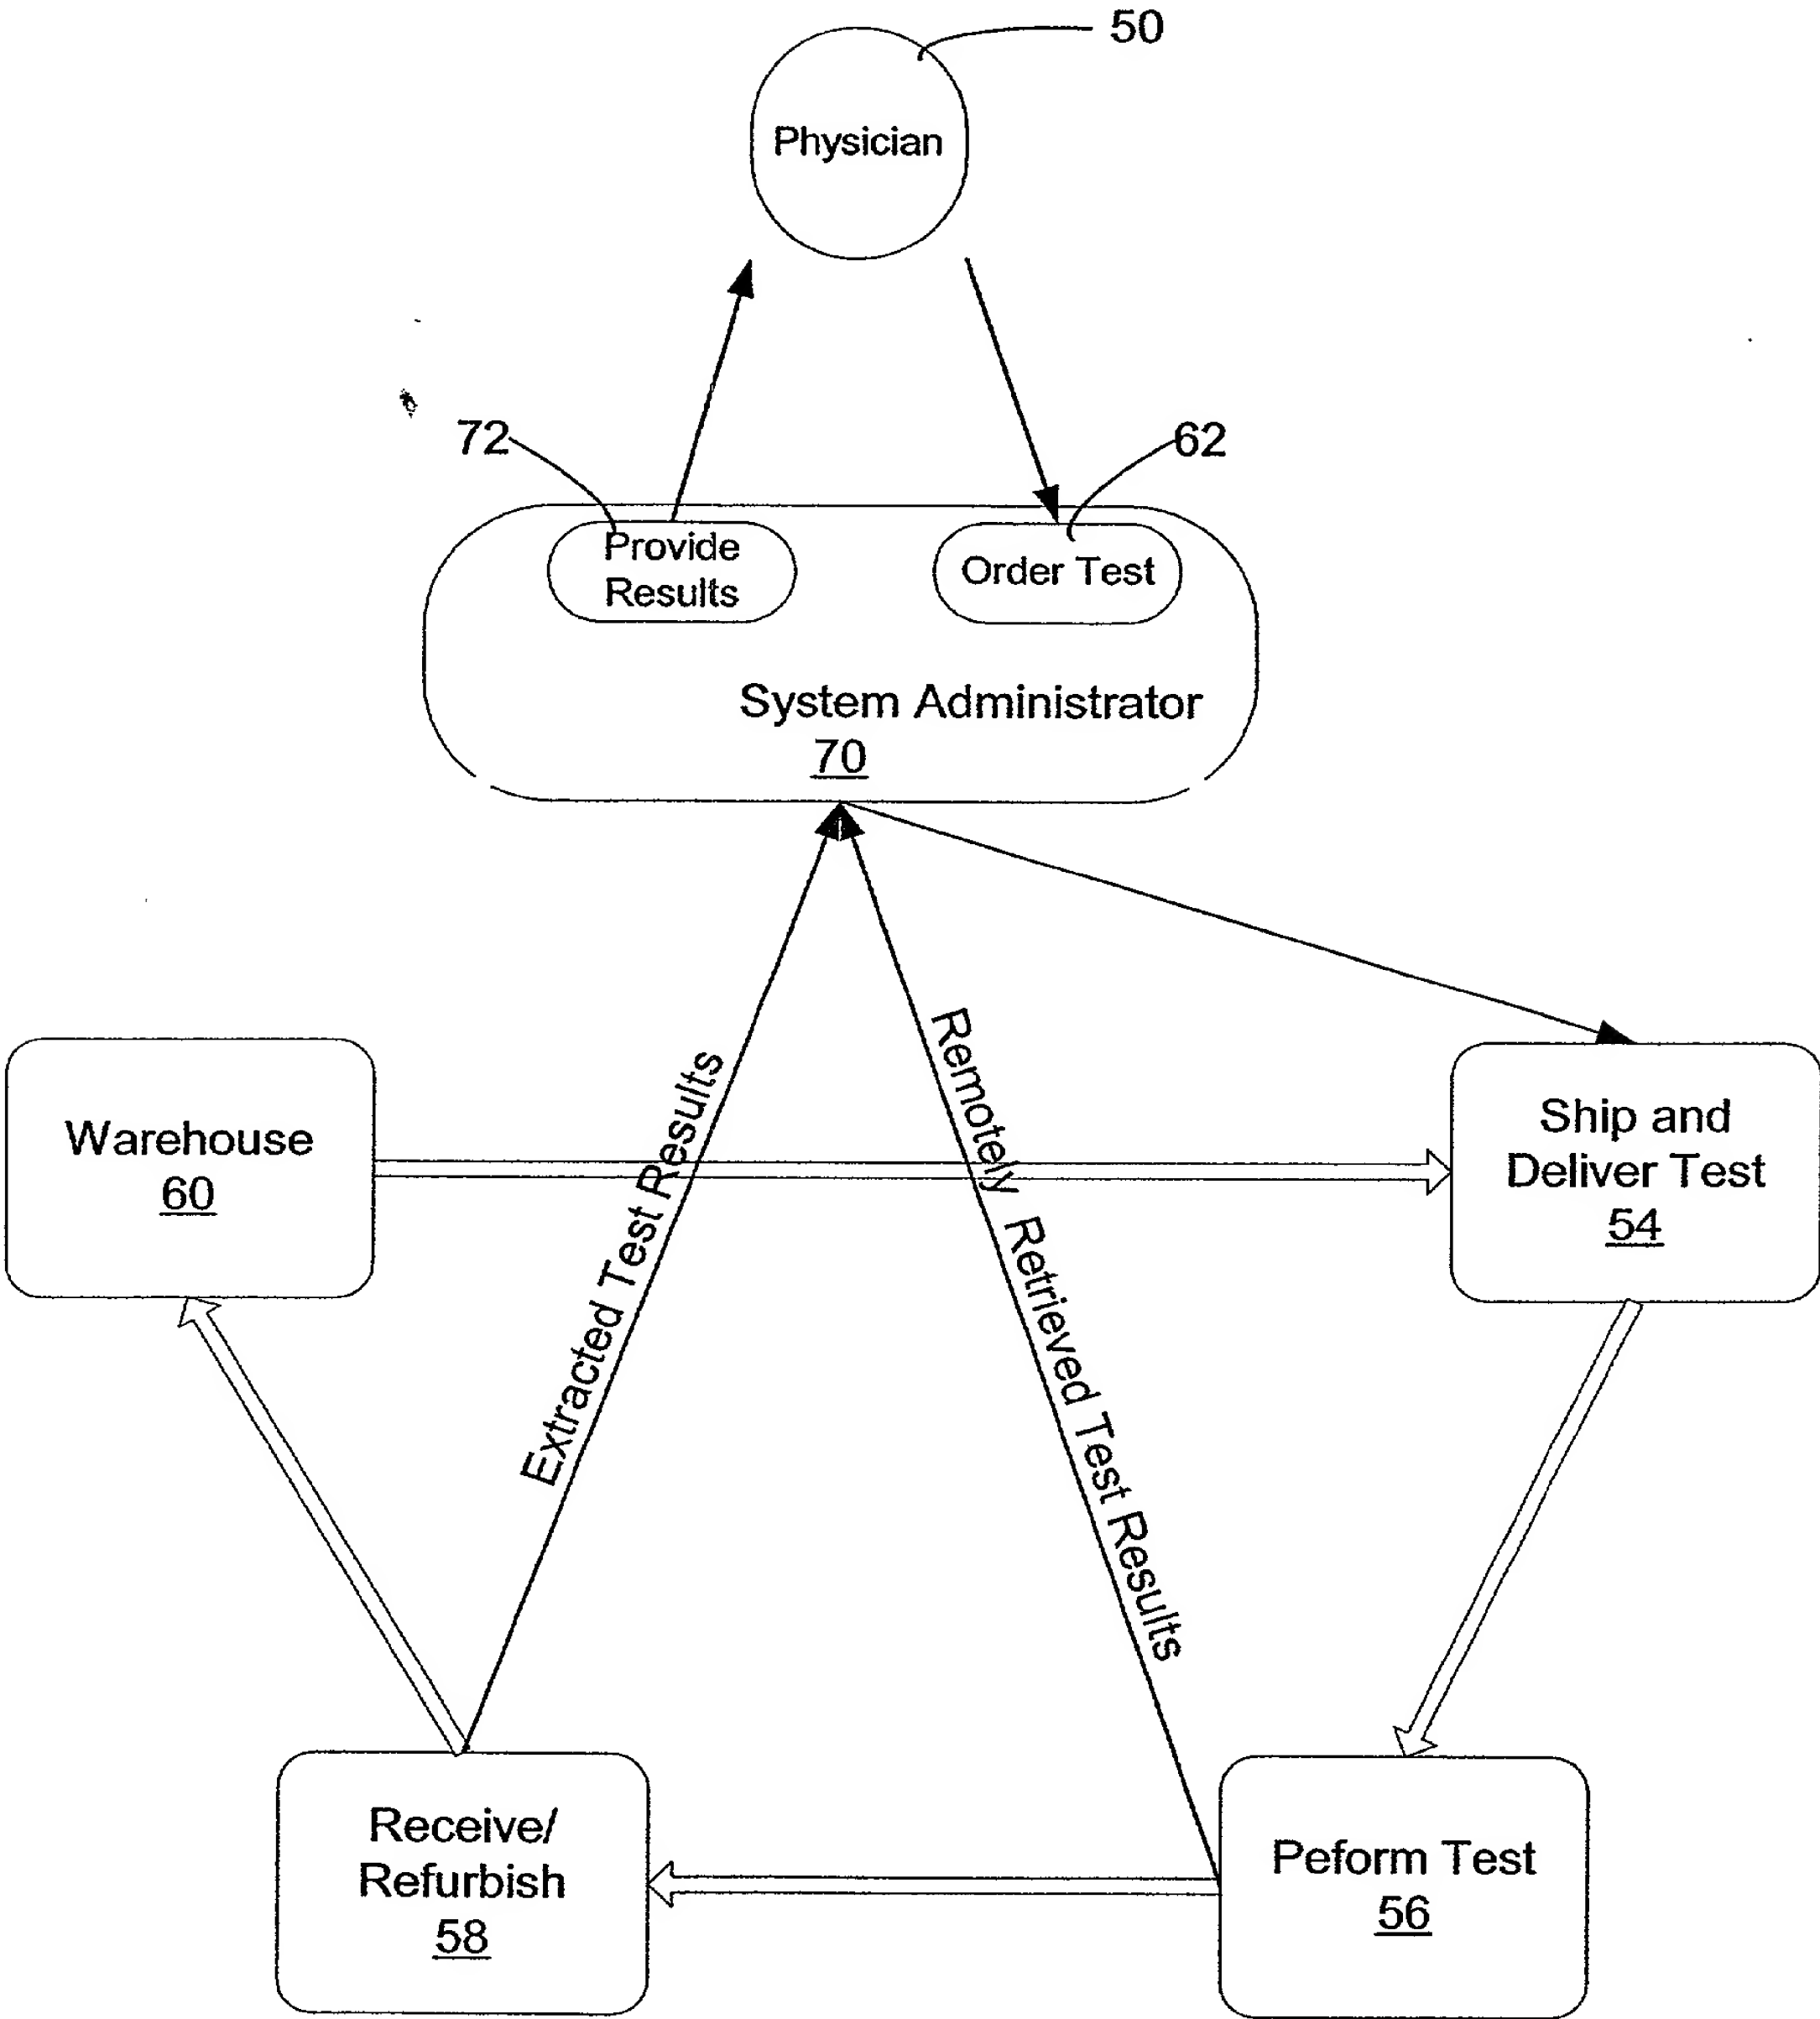 50
Physician
72
62
Provide
Results
Order Test
System Administrator
70
Extracted Test Results
Remotely Retrieved Test Results
Warehouse
60
Ship and
Deliver Test
54
Receive/
Refurbish
58
Peform Test
56